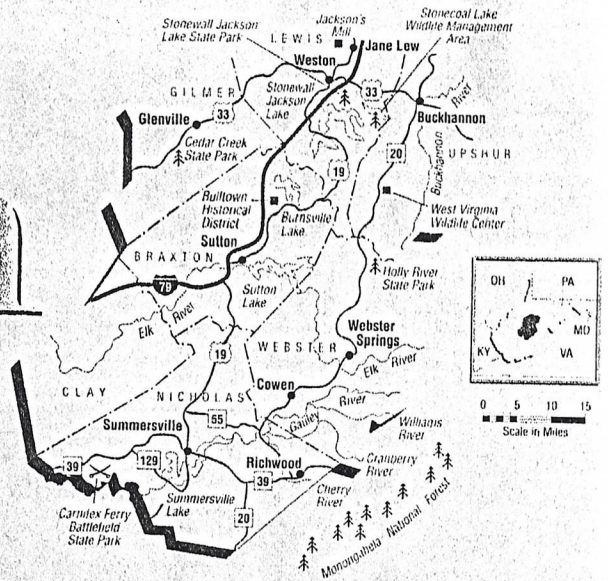 Stonewall Jackson
Lake State Park
Jackson's
Mill
Stonecoal Lake
Wildlife Management
Area
LEWIS
Jane Lew
Weston
GILMER
Stonewall
Jackson
Lake
33
33
River
Glenville
Buckhannon
Cedar Creek
State Park
20
UPSHUR
19
Buckhannon
Bulltown
Historical
District
Burnsville
Lake
West Virginia
Wildlife Center
Sutton
BRAXTON
79
Sutton
Lake
Holly River
State Park
OH
PA
MD
KY
VA
Elk
River
19
WEBSTER
Webster
Springs
Elk
River
CLAY
NICHOLAS
Cowen
0 5 10 15
Scale in Miles
55
Gauley
River
Williams
River
Summersville
Cranberry
River
39
129
Richwood
39
Summersville
Lake
Cherry
River
20
Carnifex Ferry
Battlefield
State Park
Monongahela National Forest